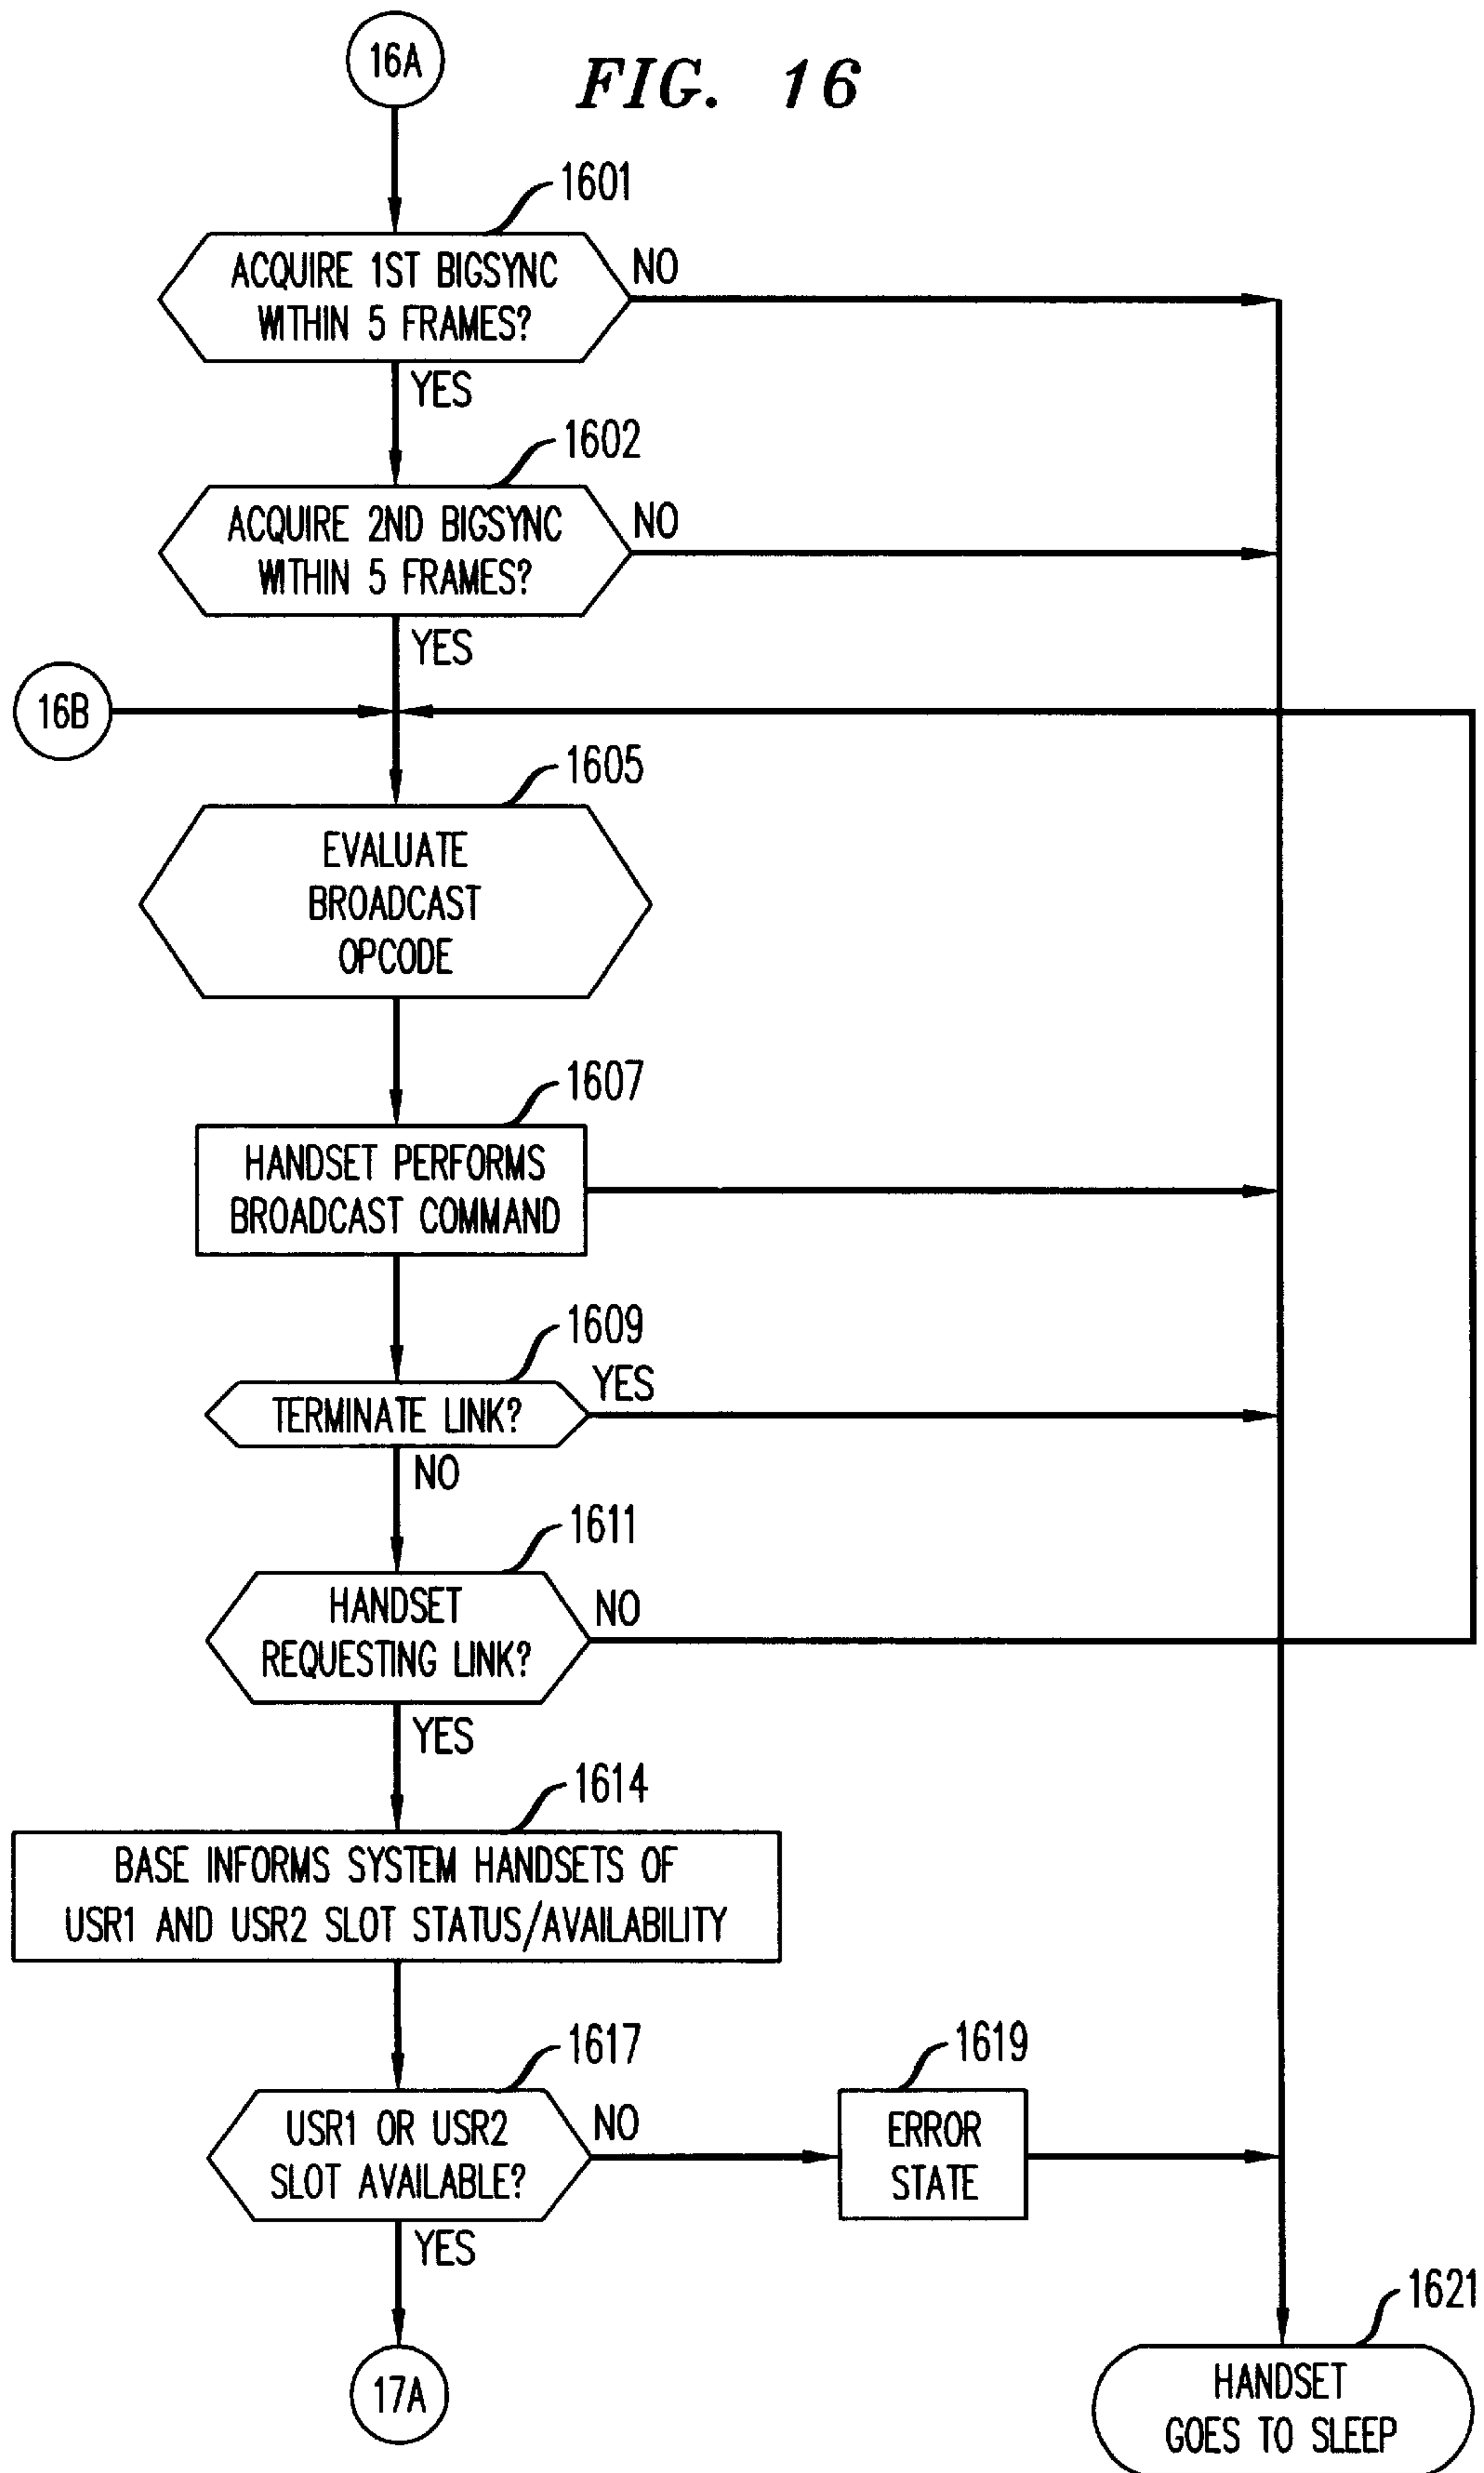 16A
FIG. 16
1601
ACQUIRE 1ST BIGSYNC
WITHIN 5 FRAMES?
NO
YES
1602
ACQUIRE 2ND BIGSYNC
WITHIN 5 FRAMES?
NO
YES
16B
1605
EVALUATE
BROADCAST
OPCODE
1607
HANDSET PERFORMS
BROADCAST COMMAND
1609
TERMINATE LINK?
YES
NO
1611
HANDSET
REQUESTING LINK?
NO
YES
1614
BASE INFORMS SYSTEM HANDSETS OF
USR1 AND USR2 SLOT STATUS/AVAILABILITY
1617
USR1 OR USR2
SLOT AVAILABLE?
NO
1619
ERROR
STATE
YES
17A
1621
HANDSET
GOES TO SLEEP